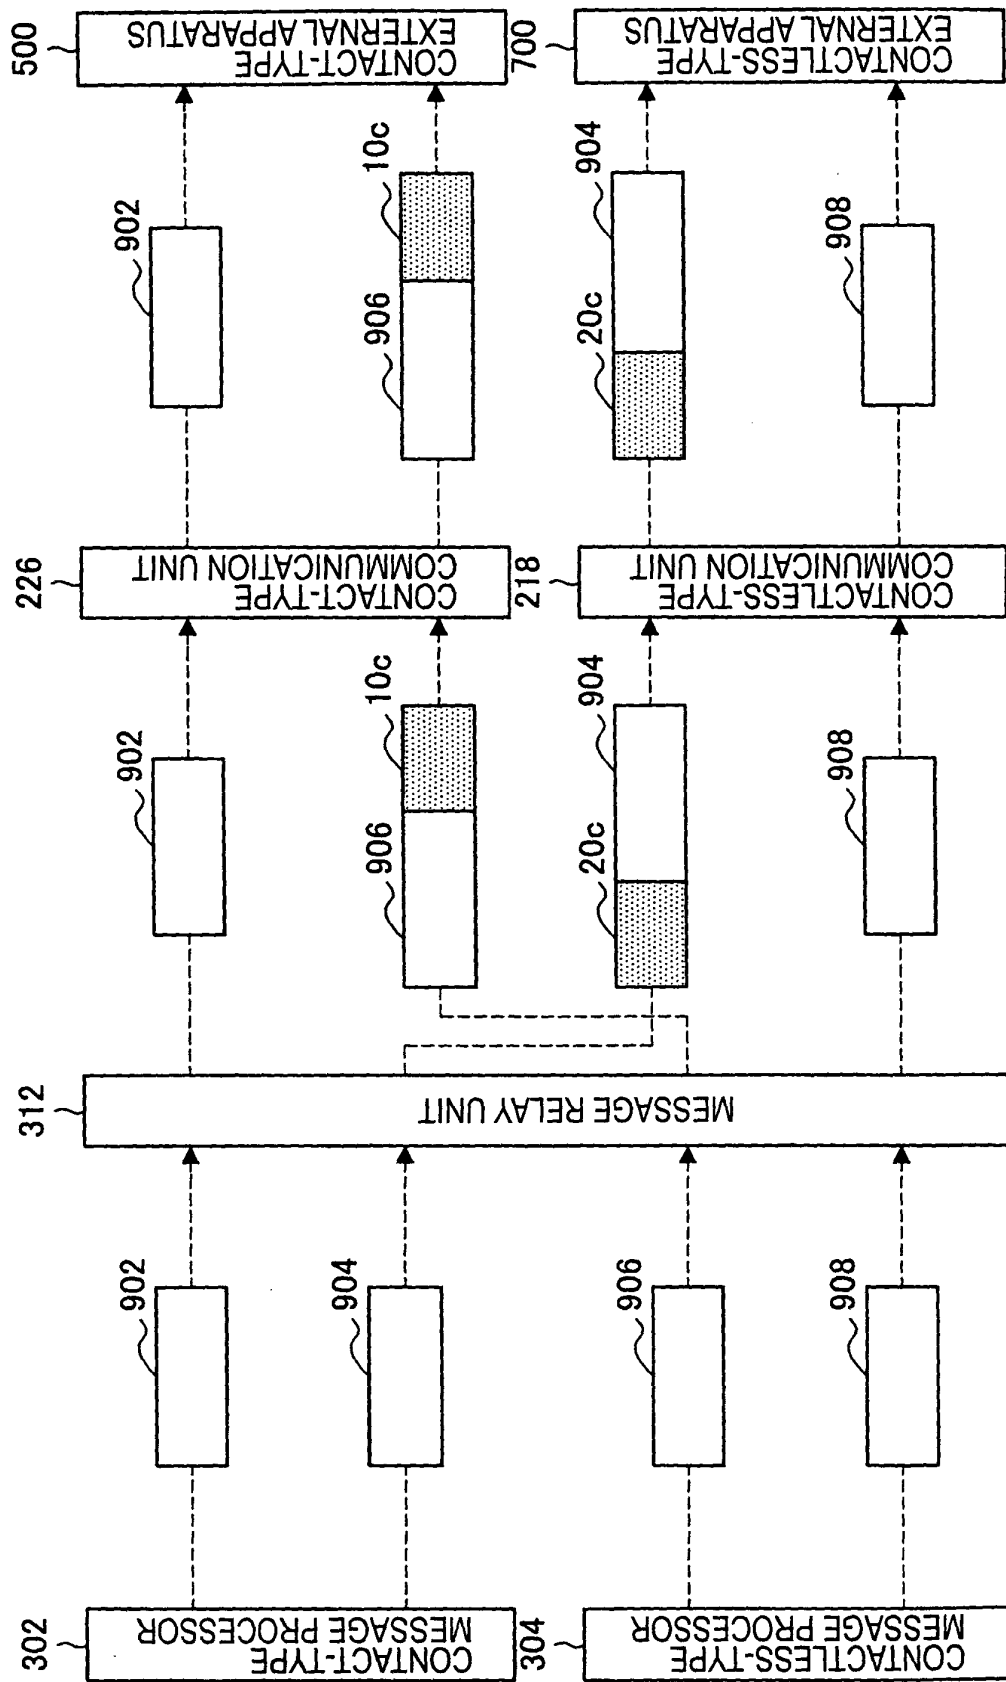 302
CONTACT-TYPE
MESSAGE PROCESSOR
304
CONTACTLESS-TYPE
MESSAGE PROCESSOR
902
904
906
908
312
MESSAGE RELAY UNIT
902
906
10c
20c
904
908
226
CONTACT-TYPE
COMMUNICATION UNIT
218
CONTACTLESS-TYPE
COMMUNICATION UNIT
902
906
10c
20c
904
908
500
CONTACT-TYPE
EXTERNAL APPARATUS
700
CONTACTLESS-TYPE
EXTERNAL APPARATUS